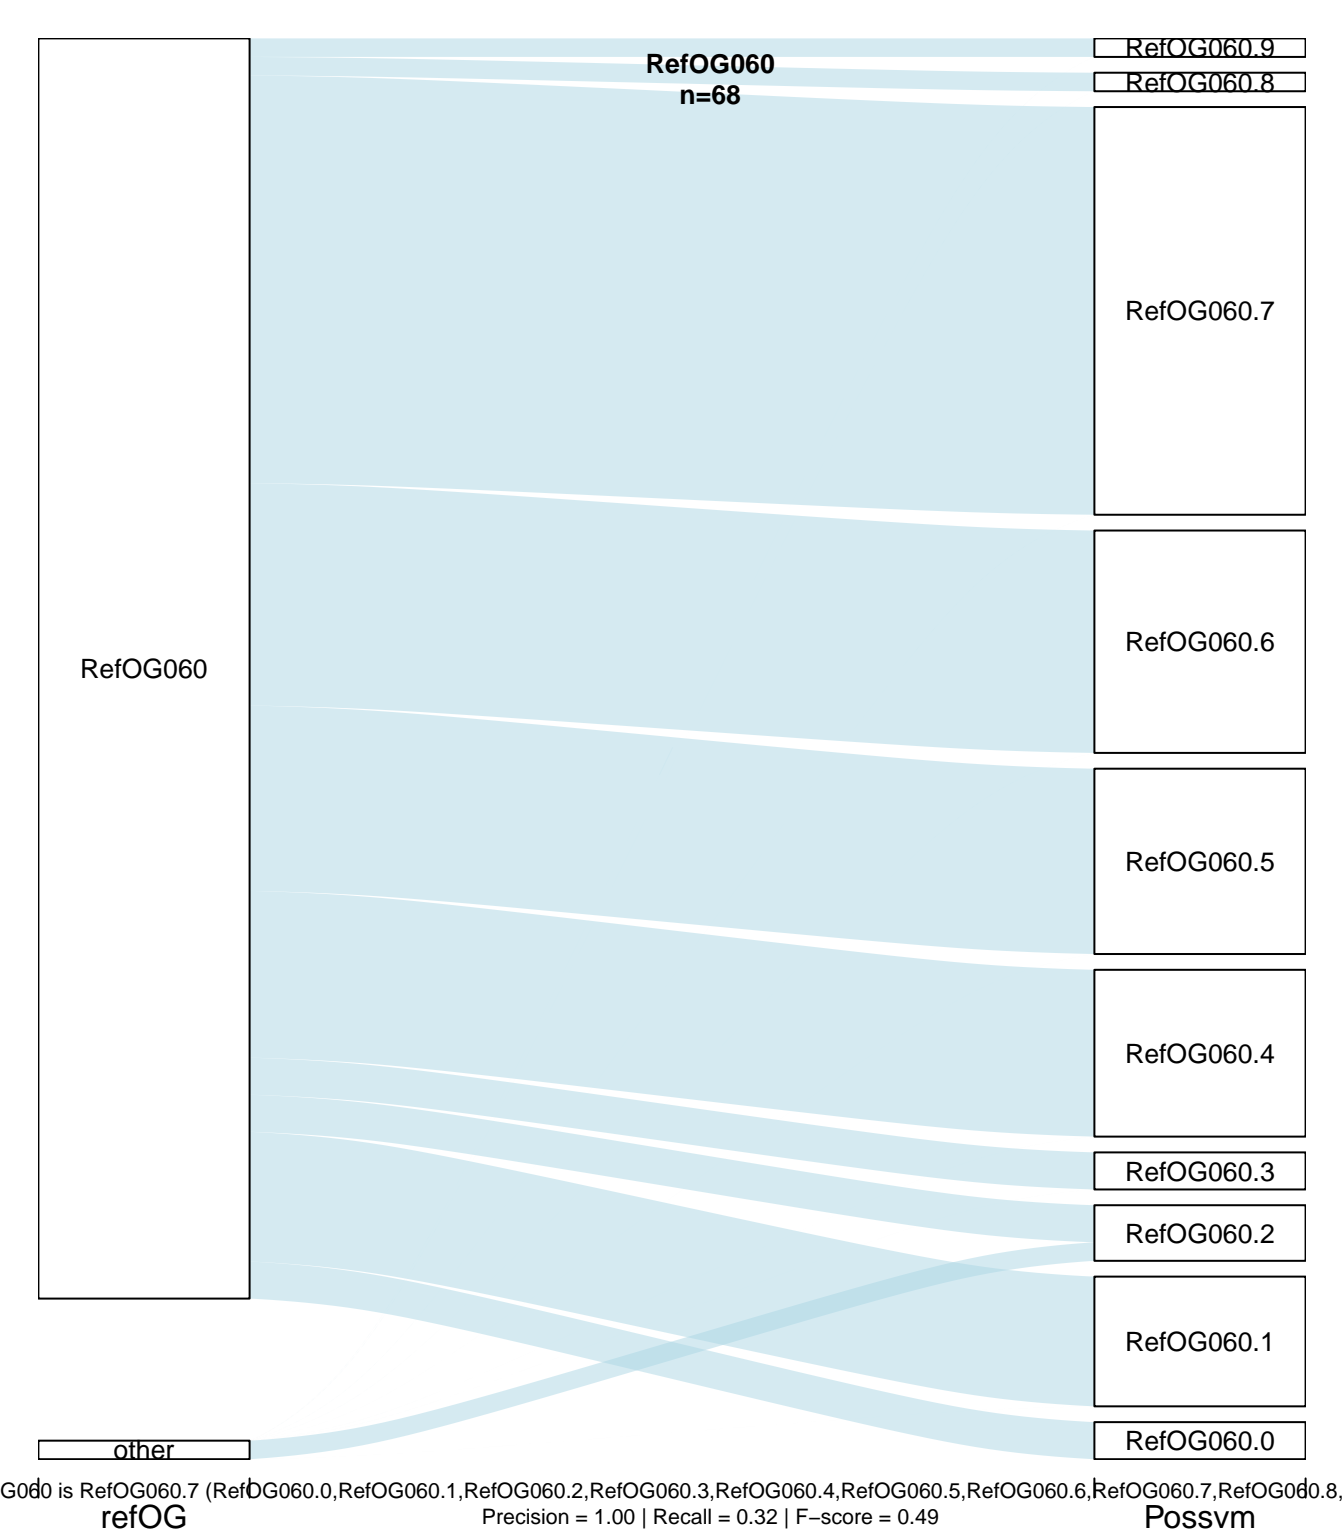 RefOG060
n=68
RefOG060.9
RefOG060.8
RefOG060.7
RefOG060.6
RefOG060
RefOG060.5
RefOG060.4
RefOG060.3
RefOG060.2
RefOG060.1
RefOG060.0
other
G060 is RefOG060.7 (RefOG060.0,RefOG060.1,RefOG060.2,RefOG060.3,RefOG060.4,RefOG060.5,RefOG060.6,RefOG060.7,RefOG060.8,
refOG
Precision = 1.00 | Recall = 0.32 | F−score = 0.49
Possvm